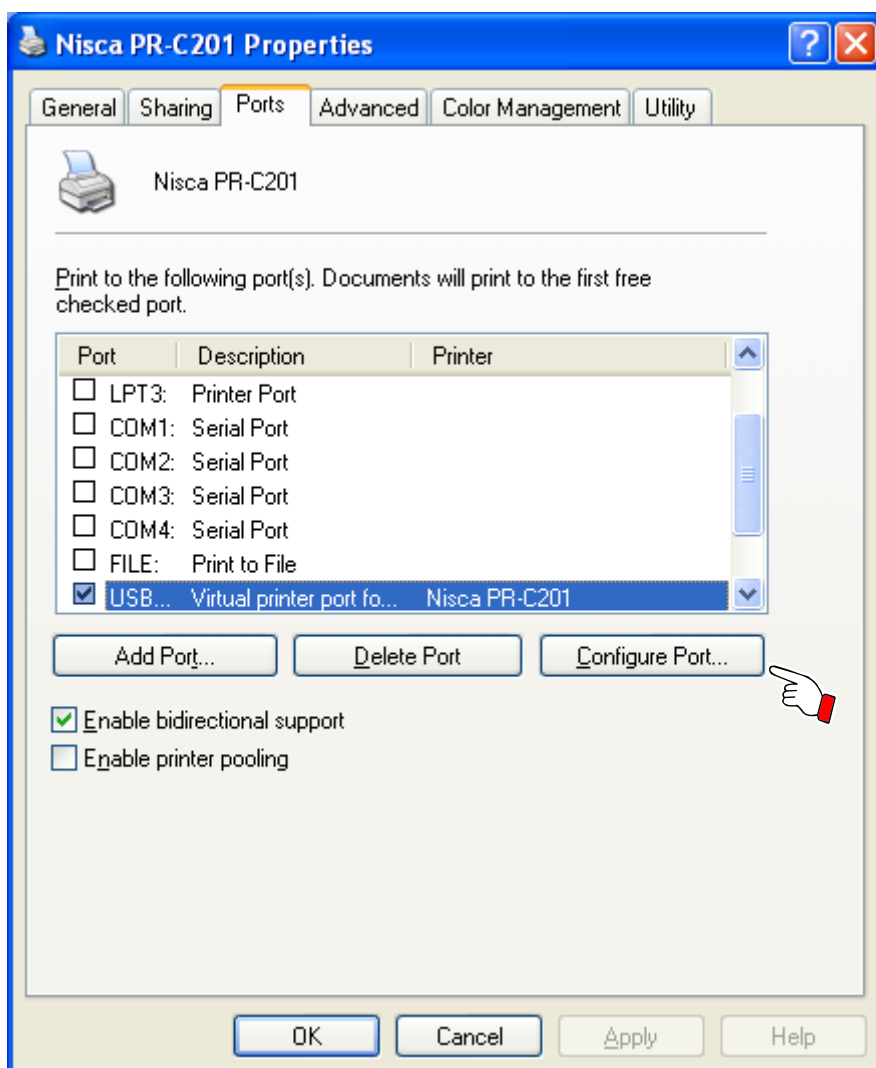 Nisca PR-C201 Properties
General Sharing Ports Advanced Color Management Utility
Nisca PR-C201
Print to the following port(s). Documents will print to the first free
checked port.
Port Description Printer
LPT3: Printer Port
COM1: Serial Port
COM2: Serial Port
COM3: Serial Port
COM4: Serial Port
FILE: Print to File
USB... Virtual printer port fo... Nisca PR-C201
Add Port... Delete Port Configure Port...
Enable bidirectional support
Enable printer pooling
OK Cancel Apply Help